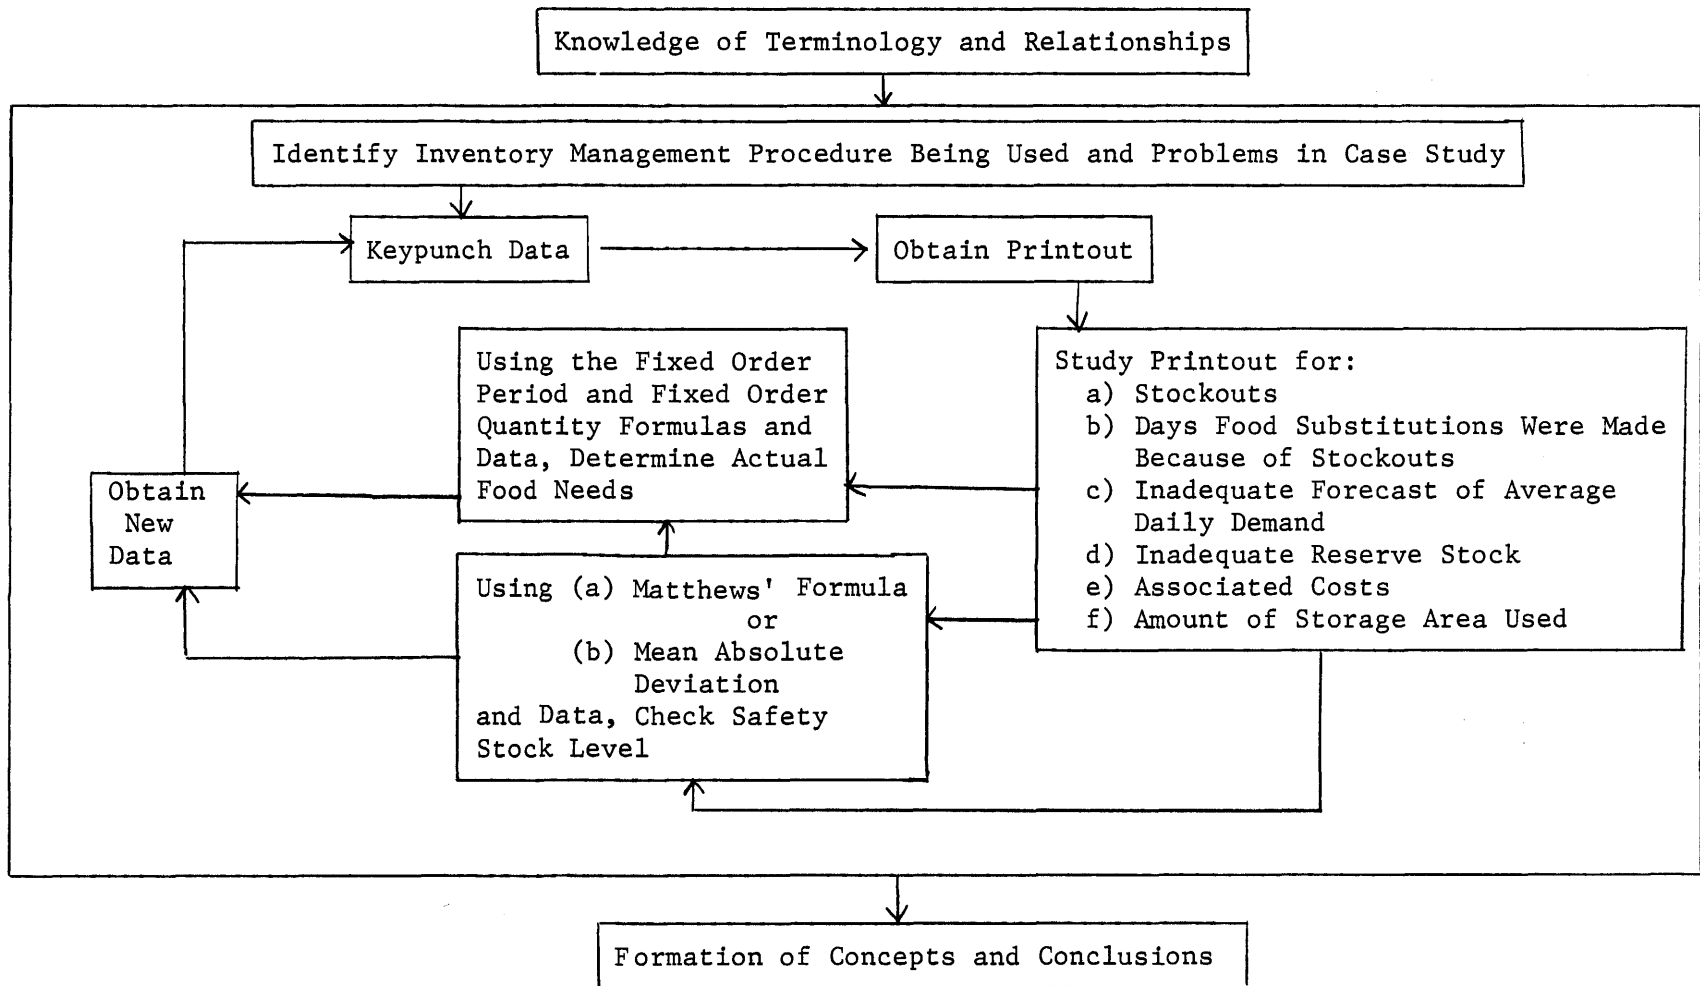 Knowledge of Terminology and Relationships
Identify Inventory Management Procedure Being Used and Problems in Case Study
Keypunch Data
Obtain Printout
Using the Fixed Order
Period and Fixed Order
Quantity Formulas and
Data, Determine Actual
Food Needs
Study Printout for:
a) Stockouts
b) Days Food Substitutions Were Made
Because of Stockouts
c) Inadequate Forecast of Average
Daily Demand
d) Inadequate Reserve Stock
e) Associated Costs
f) Amount of Storage Area Used
Obtain
New
Data
Using (a) Matthews' Formula
or
(b) Mean Absolute
Deviation
and Data, Check Safety
Stock Level
Formation of Concepts and Conclusions